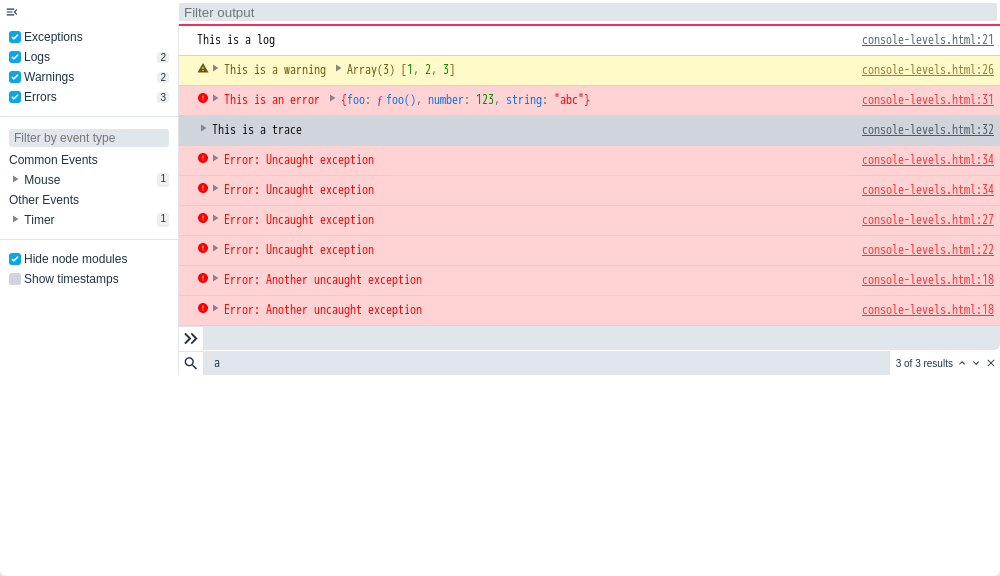 Filter output
Exceptions
Logs 2
Warnings 2
Errors 3
Filter by event type
Common Events
Mouse 1
Other Events
Timer 1
Hide node modules
Show timestamps
This is a log console-levels.html:21
This is a warning Array(3) [1, 2, 3] console-levels.html:26
This is an error {foo: ƒ foo(), number: 123, string: "abc"} console-levels.html:31
This is a trace console-levels.html:32
Error: Uncaught exception console-levels.html:34
Error: Uncaught exception console-levels.html:34
Error: Uncaught exception console-levels.html:27
Error: Uncaught exception console-levels.html:22
Error: Another uncaught exception console-levels.html:18
Error: Another uncaught exception console-levels.html:18
a 3 of 3 results